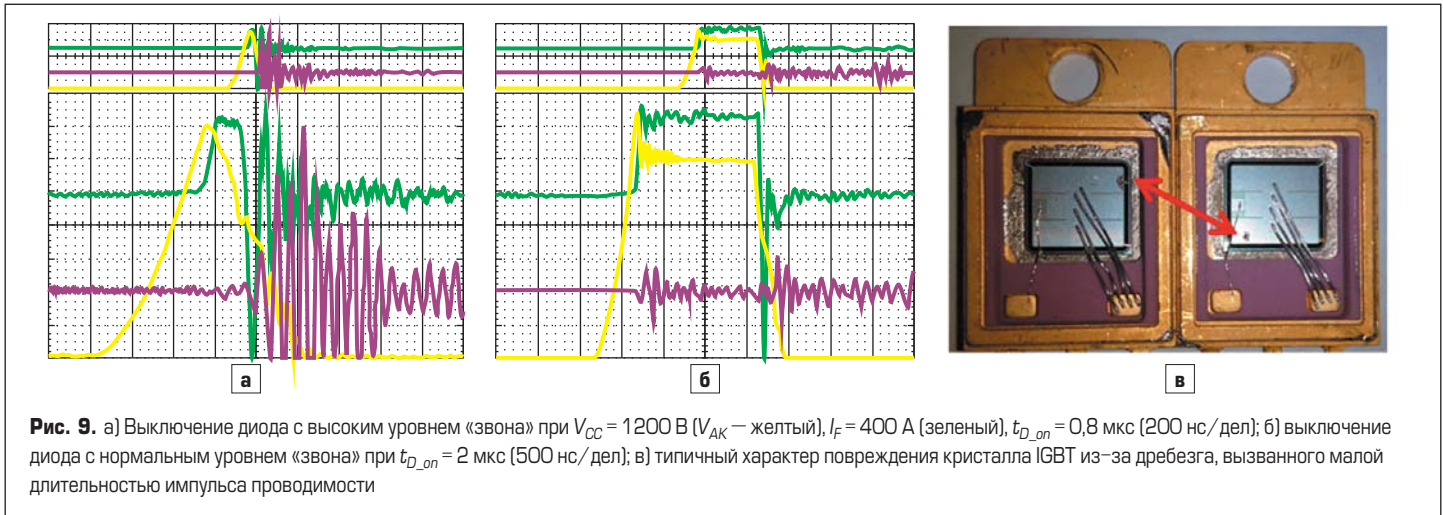 а
б
в
Рис. 9. а) Выключение диода с высоким уровнем «звона» при V_CC = 1200 В (V_AK — желтый), I_F = 400 А (зеленый), t_D_on = 0,8 мкс (200 нс/дел); б) выключение
диода с нормальным уровнем «звона» при t_D_on = 2 мкс (500 нс/дел); в) типичный характер повреждения кристалла IGBT из-за дребезга, вызванного малой
длительностью импульса проводимости